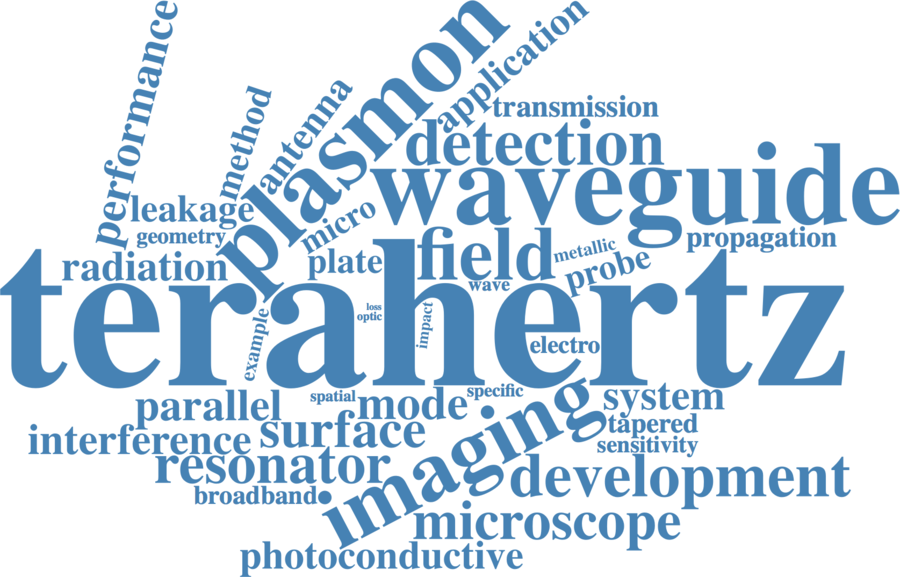 performance
plasmon
application
method
antenna
transmission
detection
waveguide
leakage
geometry
micro
propagation
radiation
plate
field
metallic
probe
wave
terahertz
loss
optic
example
impact
electro
spatial
specific
parallel
mode
system
interference
surface
tapered
sensitivity
resonator
imaging
broadband
development
microscope
photoconductive